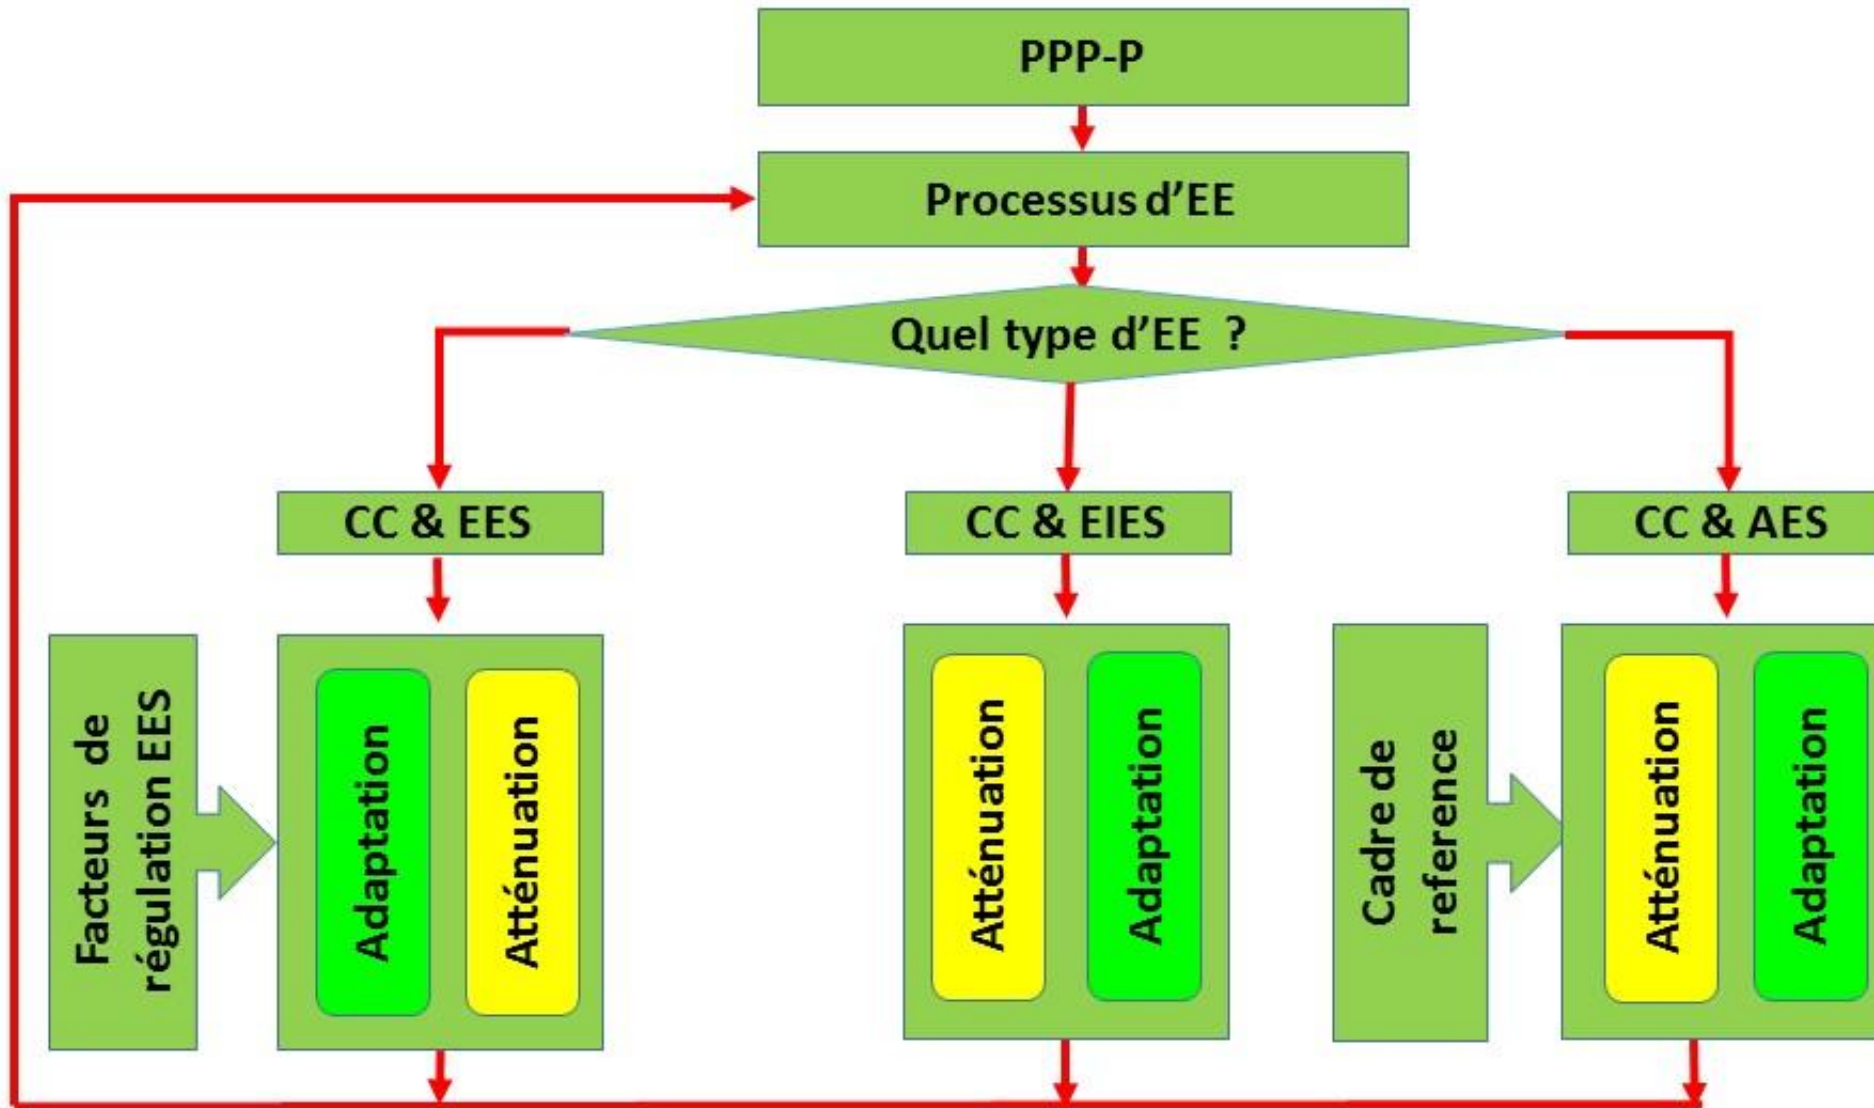 PPP-P
Processus d'EE
Quel type d'EE ?
CC & EES
CC & EIES
CC & AES
Facteurs de
régulation EES
Adaptation
Atténuation
Atténuation
Adaptation
Cadre de
reference
Atténuation
Adaptation